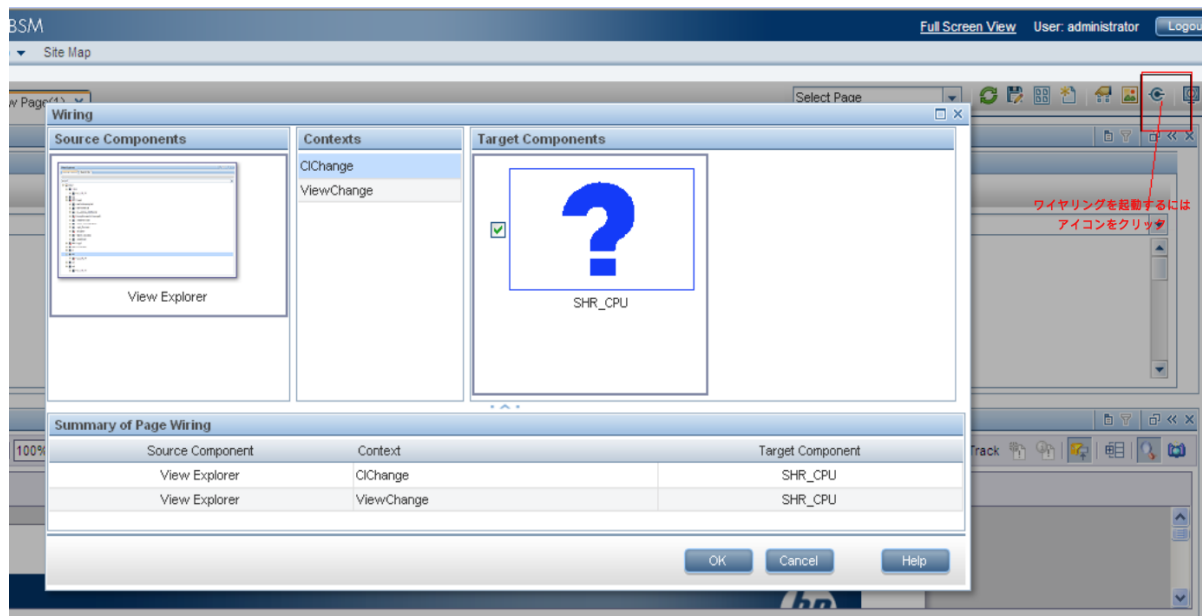 BSM
Full Screen View User: administrator Logou
Site Map
w Page(1)
Select Page
Wiring
Source Components
Contexts
Target Components
CIChange
ViewChange
View Explorer
SHR_CPU
ワイヤリングを起動するには
アイコンをクリック
Summary of Page Wiring
Source Component Context Target Component
View Explorer CIChange SHR_CPU
View Explorer ViewChange SHR_CPU
100%
Track
OK Cancel Help
hp